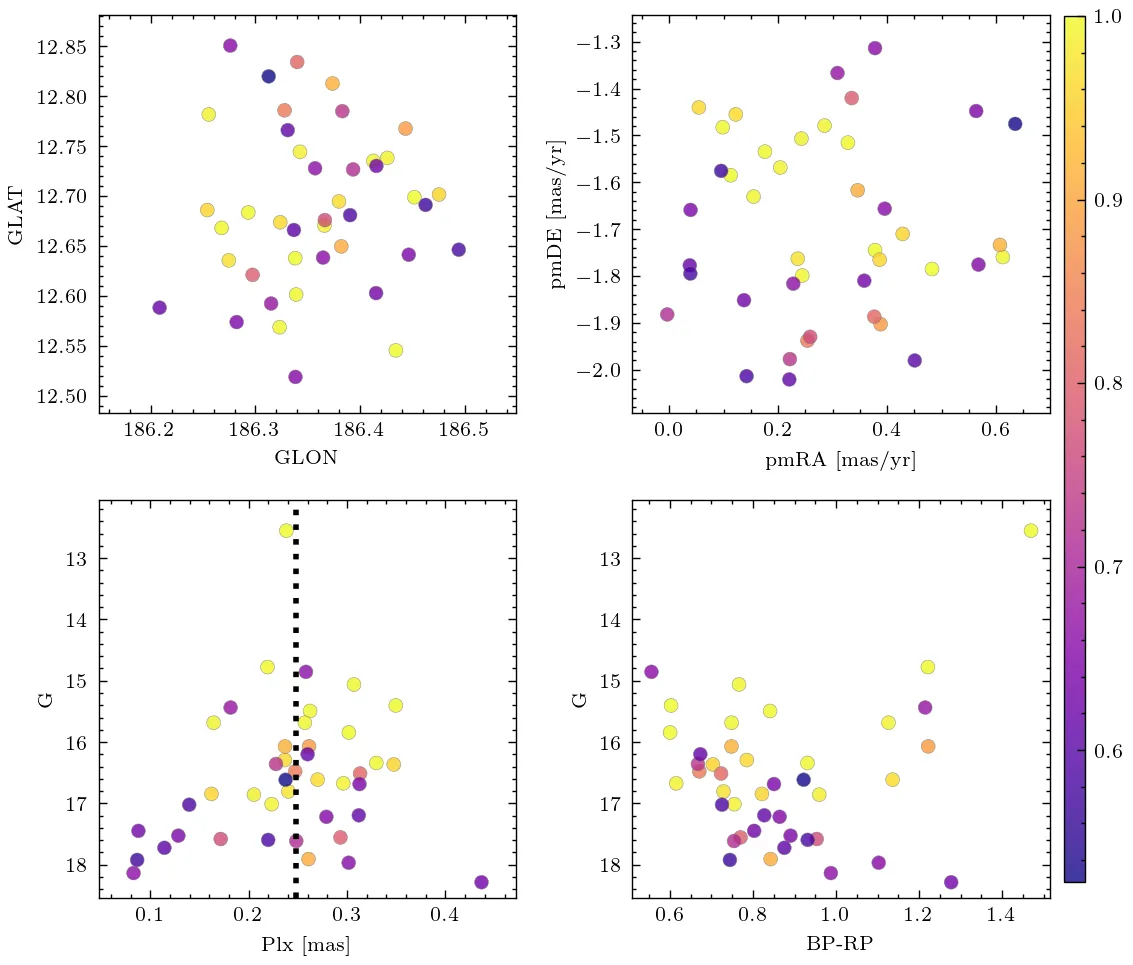 12.85
12.80
12.75
12.70
12.65
12.60
12.55
12.50
GLAT
186.2 186.3 186.4 186.5
GLON
−1.3
−1.4
−1.5
−1.6
−1.7
−1.8
−1.9
−2.0
pmDE [mas/yr]
0.0 0.2 0.4 0.6
pmRA [mas/yr]
13
14
15
16
17
18
G
0.1 0.2 0.3 0.4
Plx [mas]
13
14
15
16
17
18
G
0.6 0.8 1.0 1.2 1.4
BP-RP
1.0
0.9
0.8
0.7
0.6